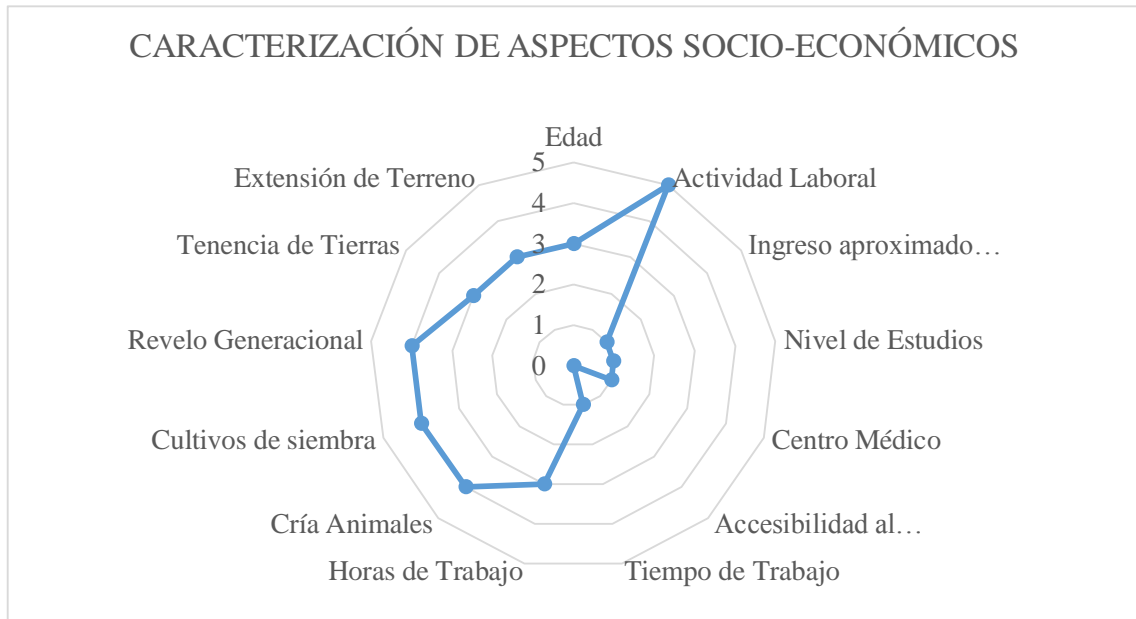 CARACTERIZACIÓN DE ASPECTOS SOCIO-ECONÓMICOS
Edad
5
Extensión de Terreno
Actividad Laboral
4
Tenencia de Tierras
Ingreso aproximado…
3
2
Revelo Generacional
Nivel de Estudios
1
0
Cultivos de siembra
Centro Médico
Cría Animales
Accesibilidad al…
Horas de Trabajo
Tiempo de Trabajo